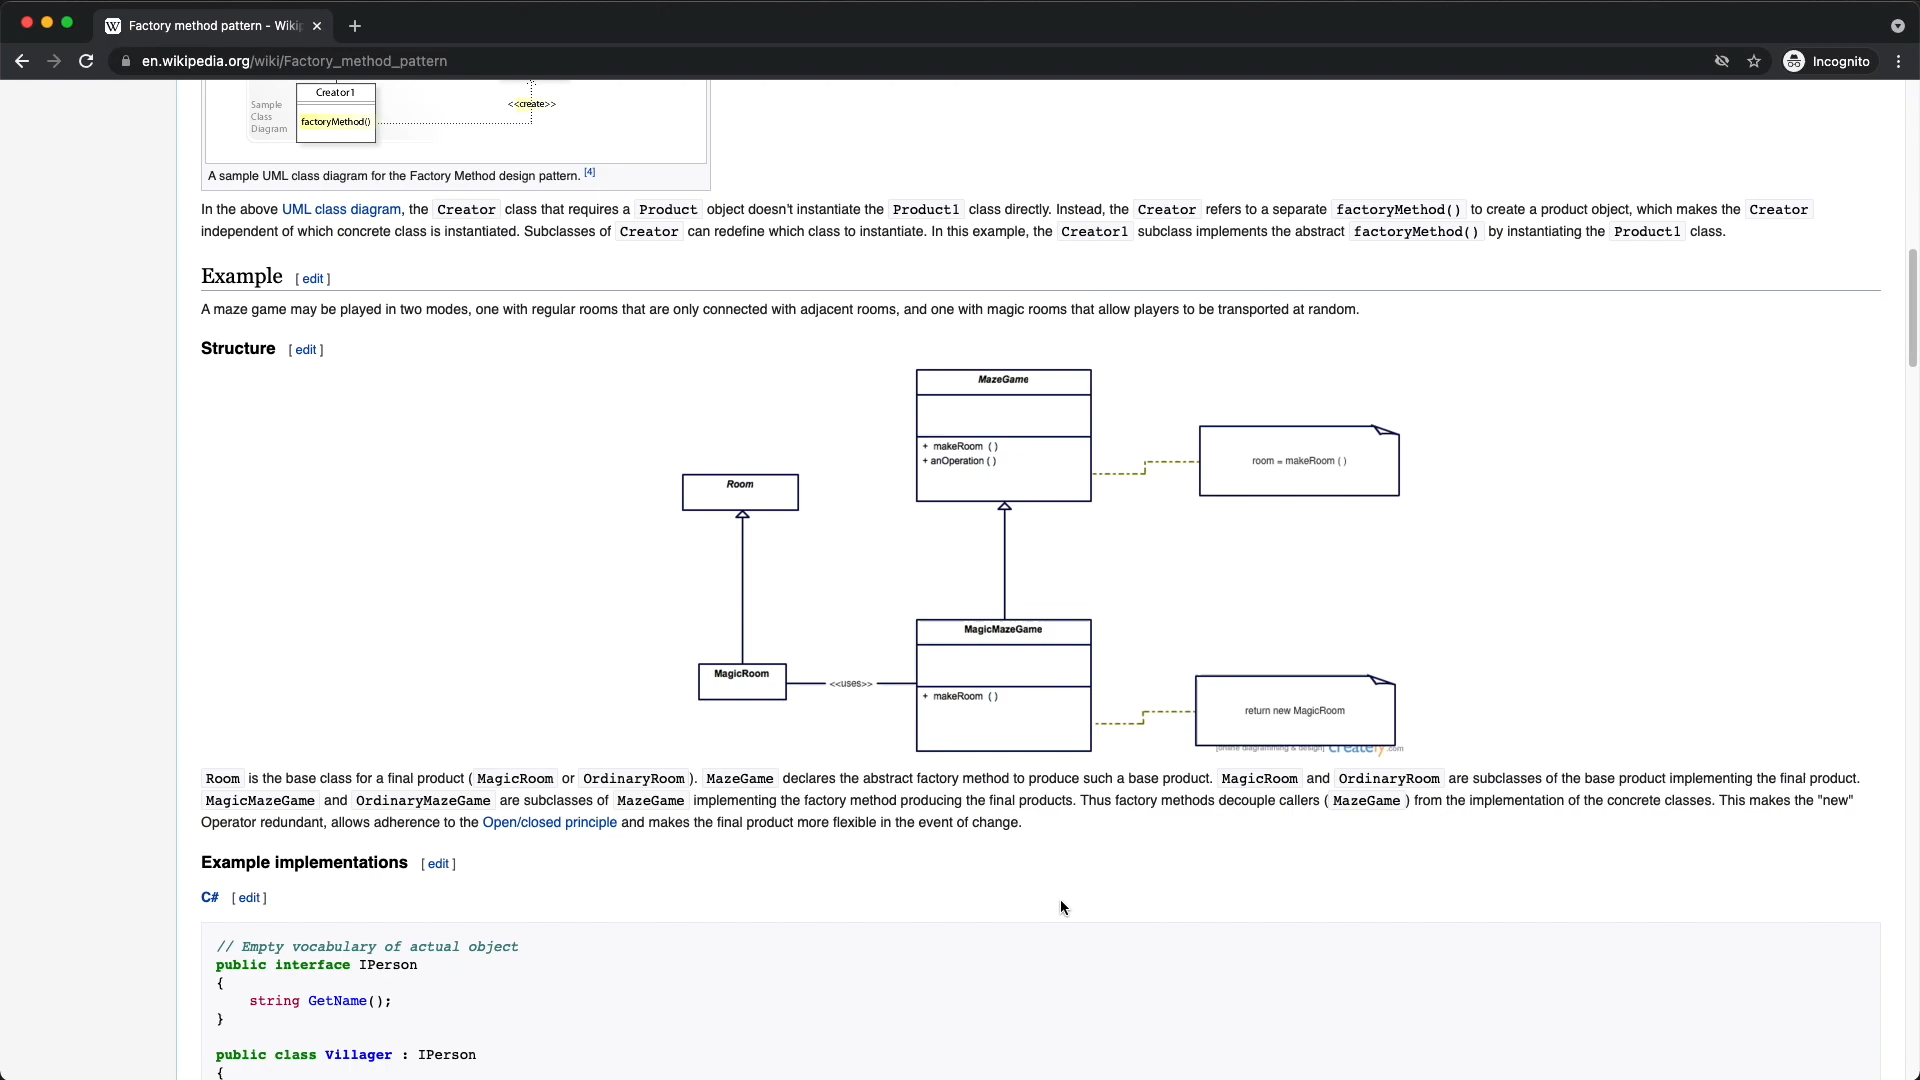 Factory method pattern - Wikip
en.wikipedia.org/wiki/Factory_method_pattern
Incognito
Creator1
Sample
Class
Diagram
factoryMethod()
<<create>>
A sample UML class diagram for the Factory Method design pattern. [4]
In the above UML class diagram, the Creator class that requires a Product object doesn't instantiate the Product1 class directly. Instead, the Creator refers to a separate factoryMethod() to create a product object, which makes the Creator
independent of which concrete class is instantiated. Subclasses of Creator can redefine which class to instantiate. In this example, the Creator1 subclass implements the abstract factoryMethod() by instantiating the Product1 class.
Example [ edit ]
A maze game may be played in two modes, one with regular rooms that are only connected with adjacent rooms, and one with magic rooms that allow players to be transported at random.
Structure [ edit ]
MazeGame
+ makeRoom ( )
+ anOperation ( )
room = makeRoom ( )
Room
MagicMazeGame
MagicRoom
<<uses>>
+ makeRoom ( )
return new MagicRoom
[online diagramming & design] Creately.com
Room is the base class for a final product ( MagicRoom or OrdinaryRoom ). MazeGame declares the abstract factory method to produce such a base product. MagicRoom and OrdinaryRoom are subclasses of the base product implementing the final product.
MagicMazeGame and OrdinaryMazeGame are subclasses of MazeGame implementing the factory method producing the final products. Thus factory methods decouple callers ( MazeGame ) from the implementation of the concrete classes. This makes the "new"
Operator redundant, allows adherence to the Open/closed principle and makes the final product more flexible in the event of change.
Example implementations [ edit ]
C# [ edit ]
// Empty vocabulary of actual object
public interface IPerson
{
string GetName();
}
public class Villager : IPerson
{